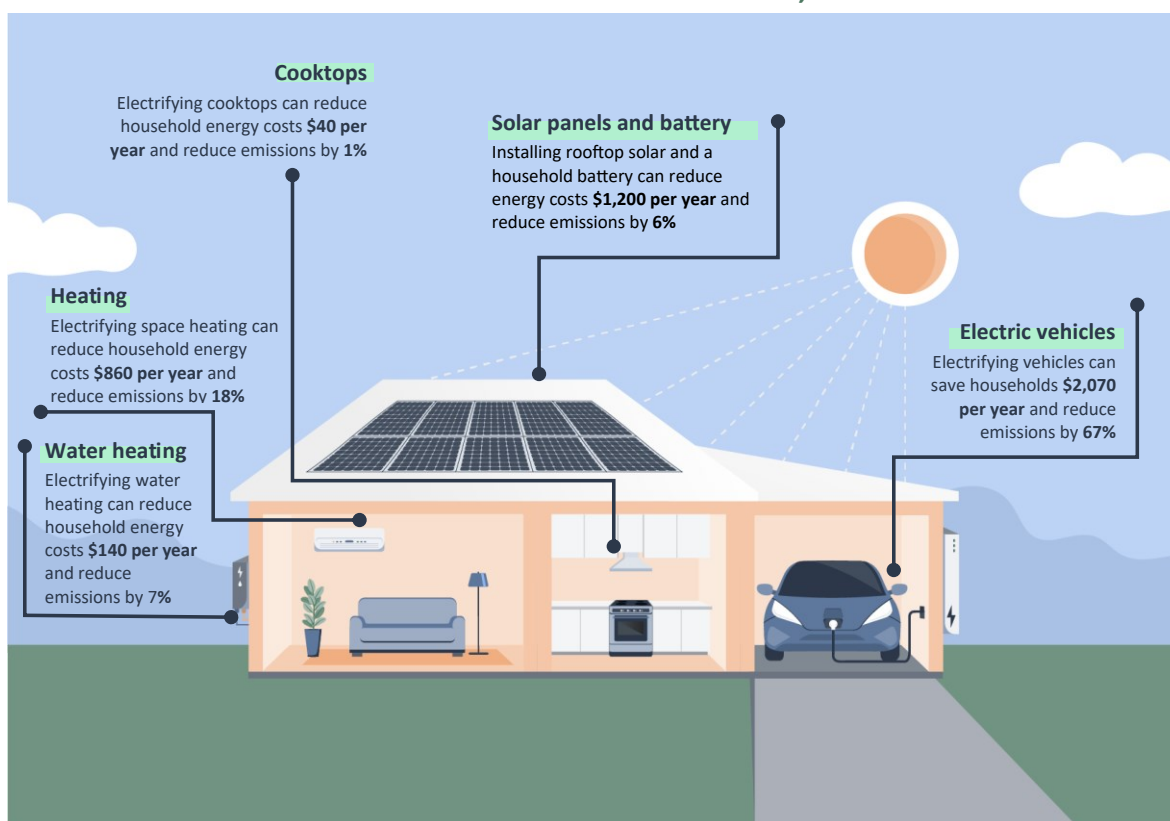 Cooktops
Electrifying cooktops can reduce
household energy costs $40 per
year and reduce emissions by 1%
Solar panels and battery
Installing rooftop solar and a
household battery can reduce
energy costs $1,200 per year and
reduce emissions by 6%
Heating
Electrifying space heating can
reduce household energy
costs $860 per year and
reduce emissions by 18%
Electric vehicles
Electrifying vehicles can
save households $2,070
per year and reduce
emissions by 67%
Water heating
Electrifying water
heating can reduce
household energy
costs $140 per year
and reduce
emissions by 7%